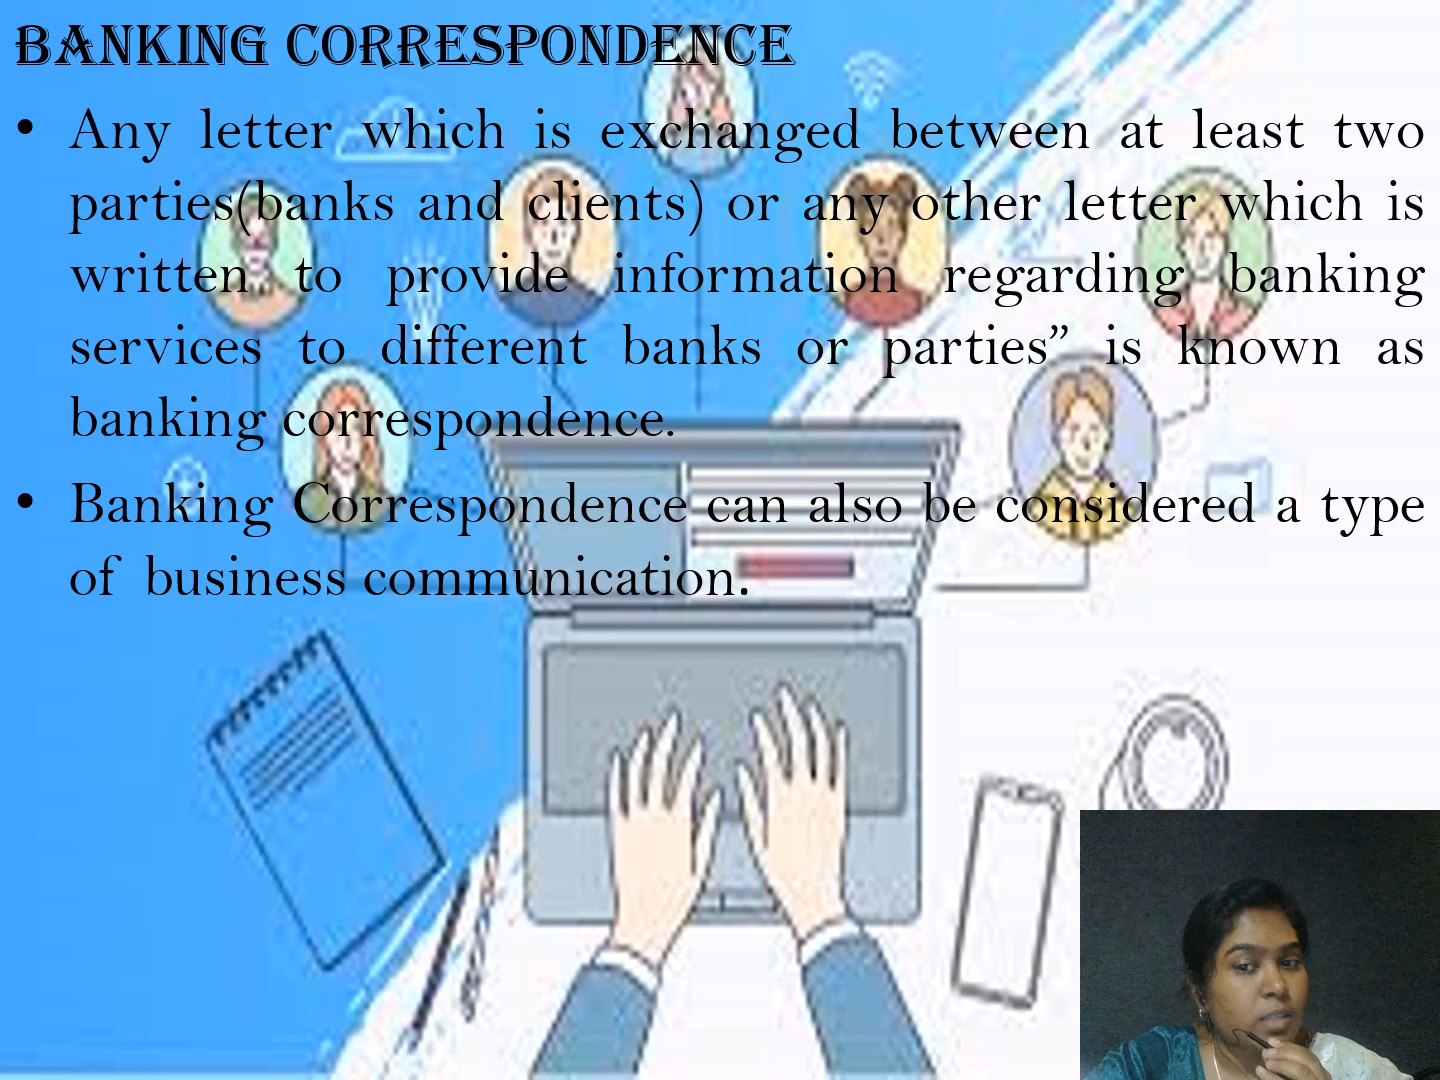 BANKING CORRESPONDENCE
• Any letter which is exchanged between at least two
parties(banks and clients) or any other letter which is
written to provide information regarding banking
services to different banks or parties” is known as
banking correspondence.
• Banking Correspondence can also be considered a type
of business communication.